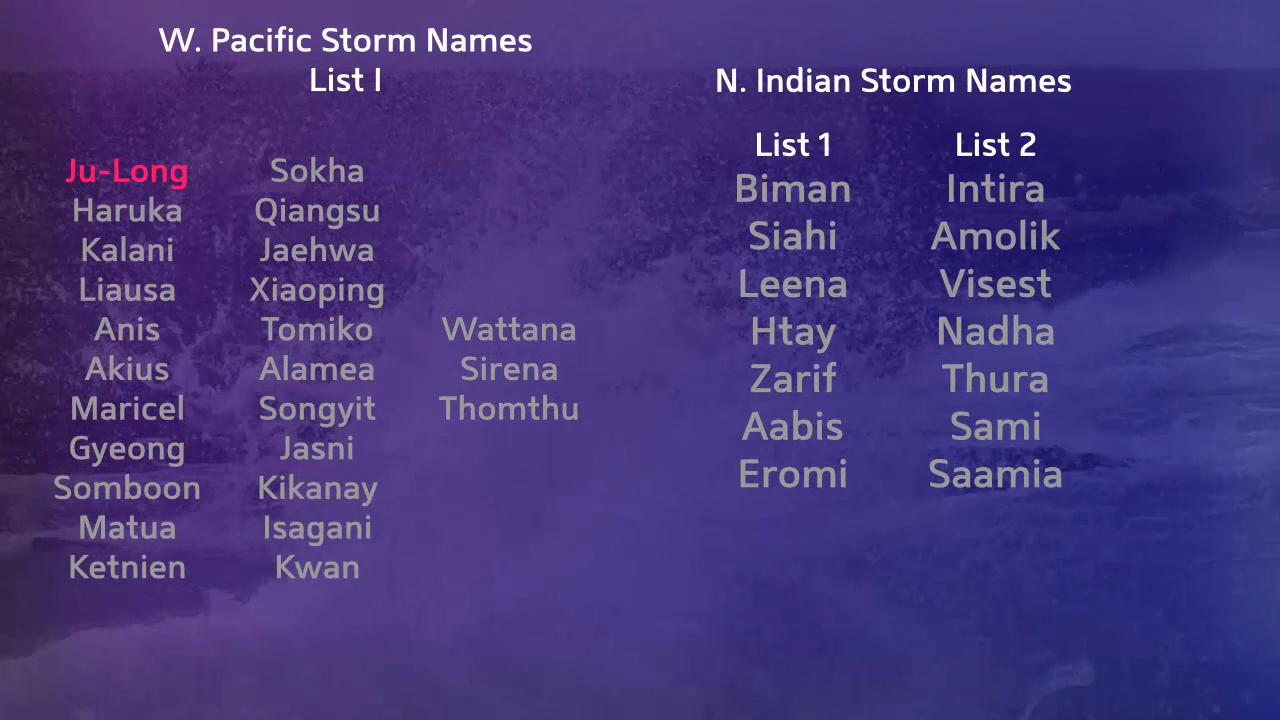 W. Pacific Storm Names
List I
Ju-Long
Haruka
Kalani
Liausa
Anis
Akius
Maricel
Gyeong
Somboon
Matua
Ketnien
Sokha
Qiangsu
Jaehwa
Xiaoping
Tomiko
Alamea
Songyit
Jasni
Kikanay
Isagani
Kwan
Wattana
Sirena
Thomthu
N. Indian Storm Names
List 1
Biman
Siahi
Leena
Htay
Zarif
Aabis
Eromi
List 2
Intira
Amolik
Visest
Nadha
Thura
Sami
Saamia